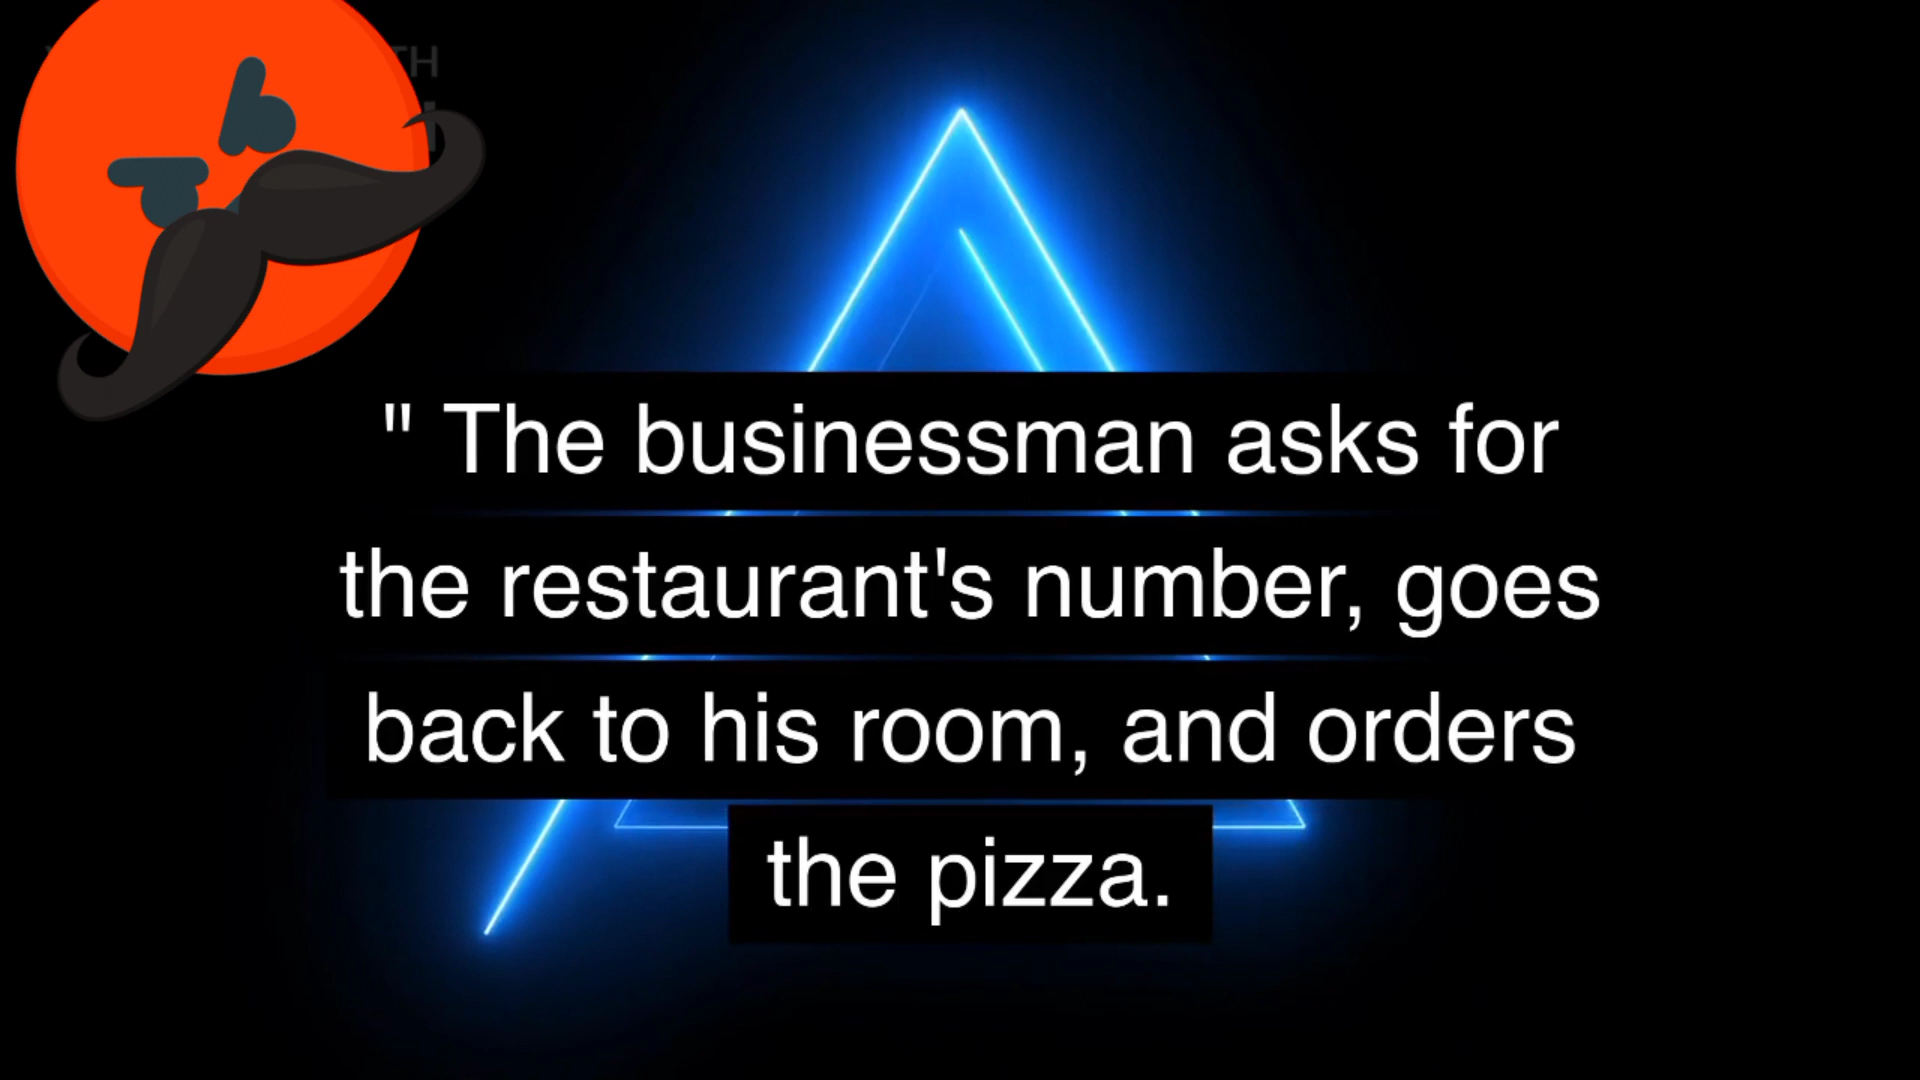 " The businessman asks for
the restaurant's number, goes
back to his room, and orders
the pizza.